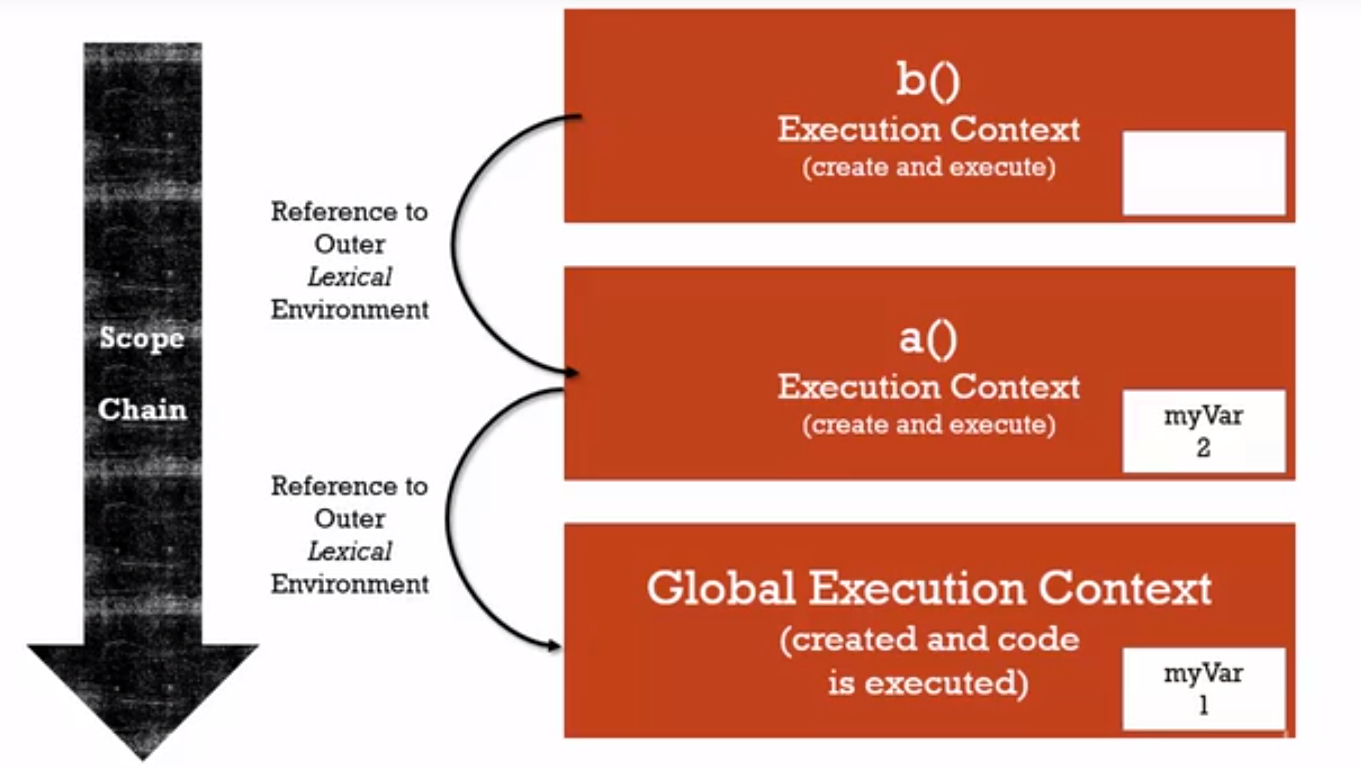 b()
Execution Context
(create and execute)
Reference to
Outer
Lexical
Environment
Scope
Chain
a()
Execution Context
(create and execute)
myVar
2
Reference to
Outer
Lexical
Environment
Global Execution Context
(created and code
is executed)
myVar
1